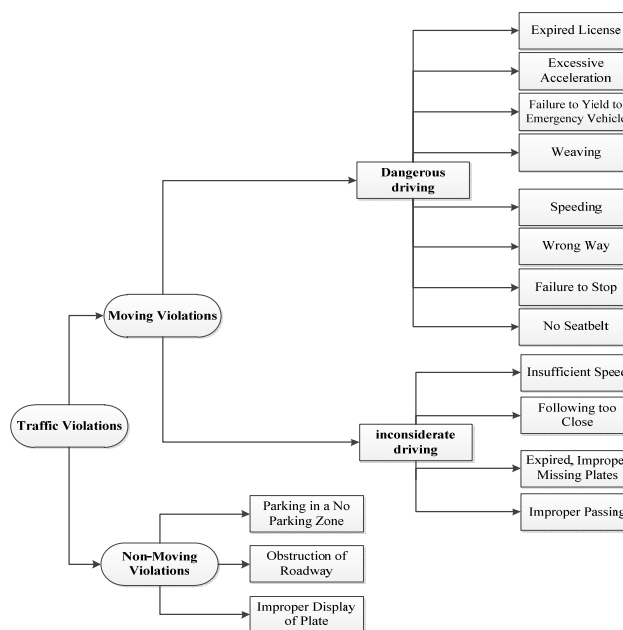 Expired License
Excessive
Acceleration
Failure to Yield to
Emergency Vehicle
Weaving
Dangerous
driving
Speeding
Wrong Way
Failure to Stop
No Seatbelt
Moving Violations
Insufficient Speed
Following too
Close
Traffic Violations
inconsiderate
driving
Expired, Improper
Missing Plates
Improper Passing
Parking in a No
Parking Zone
Non-Moving
Violations
Obstruction of
Roadway
Improper Display
of Plate